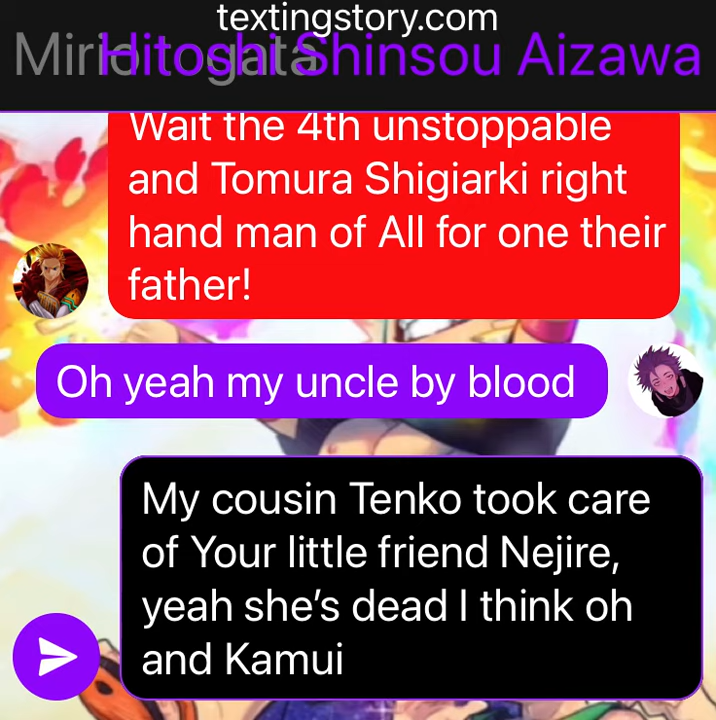 textingstory.com
Mirio Togata
Hitoshi Shinsou Aizawa
Wait the 4th unstoppable
and Tomura Shigiarki right
hand man of All for one their
father!
Oh yeah my uncle by blood
My cousin Tenko took care
of Your little friend Nejire,
yeah she’s dead I think oh
and Kamui